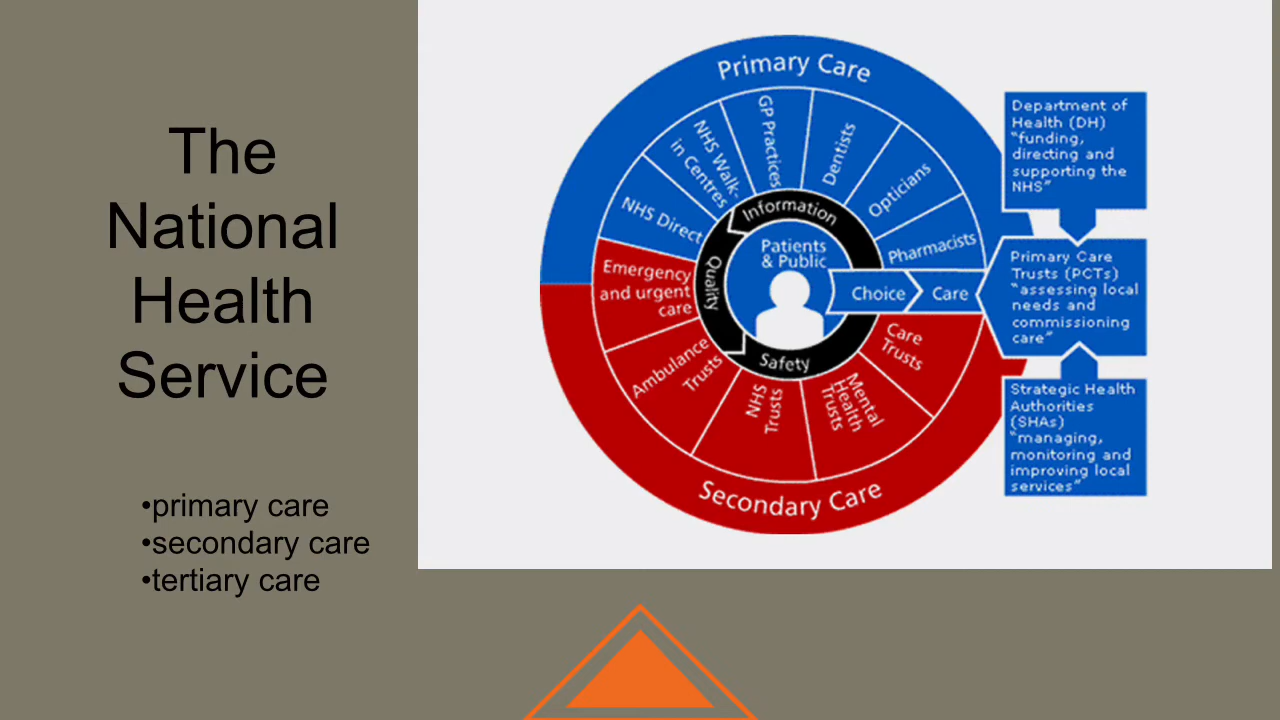 The
National
Health
Service
•primary care
•secondary care
•tertiary care
Primary Care
NHS Direct
NHS Walk-
in Centres
GP Practices
Dentists
Opticians
Pharmacists
Information
Quality
Safety
Patients
& Public
Choice
Care
Emergency
and urgent
care
Ambulance
Trusts
NHS
Trusts
Mental
Health
Trusts
Care
Trusts
Secondary Care
Department of
Health (DH)
"funding,
directing and
supporting the
NHS"
Primary Care
Trusts (PCTs)
"assessing local
needs and
commissioning
care"
Strategic Health
Authorities
(SHAs)
"managing,
monitoring and
improving local
services"